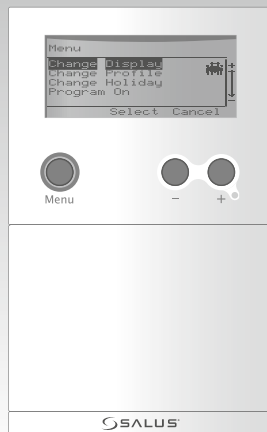 Menu
Change Display
Change Profile
Change Holiday
Program On
+
-
Select Cancel
Menu
- +
SALUS